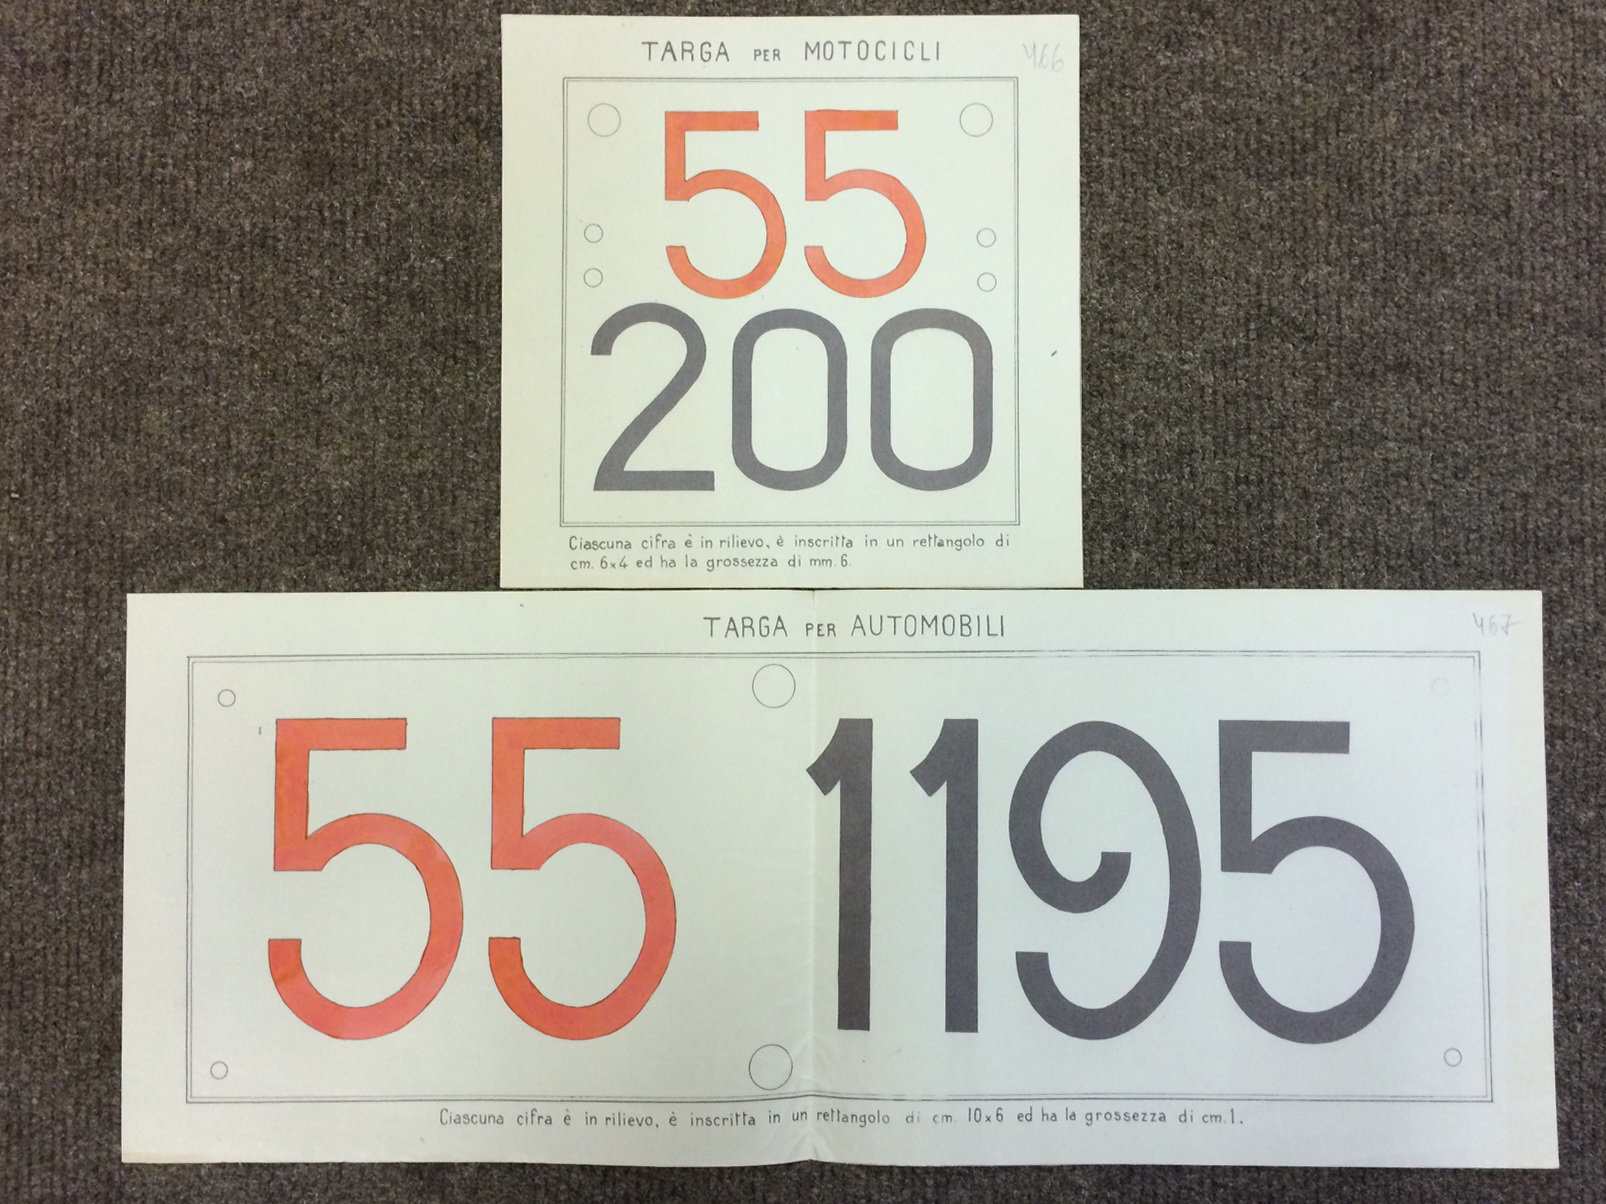 TARGA PER MOTOCICLI
466
55
200
Ciascuna cifra è in rilievo, è inscritta in un rettangolo di
cm. 6x4 ed ha la grossezza di mm. 6.
TARGA PER AUTOMOBILI
467
55 1195
Ciascuna cifra è in rilievo, è inscritta in un rettangolo di cm. 10x6 ed ha la grossezza di cm. 1.